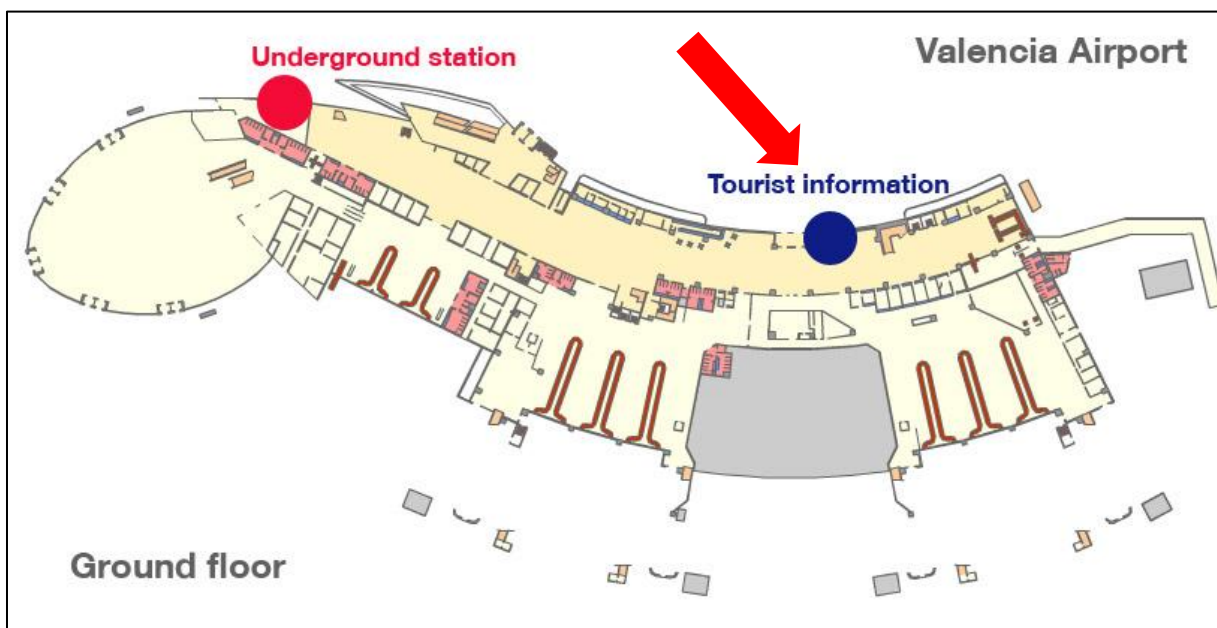 Underground station
Valencia Airport
Tourist information
Ground floor